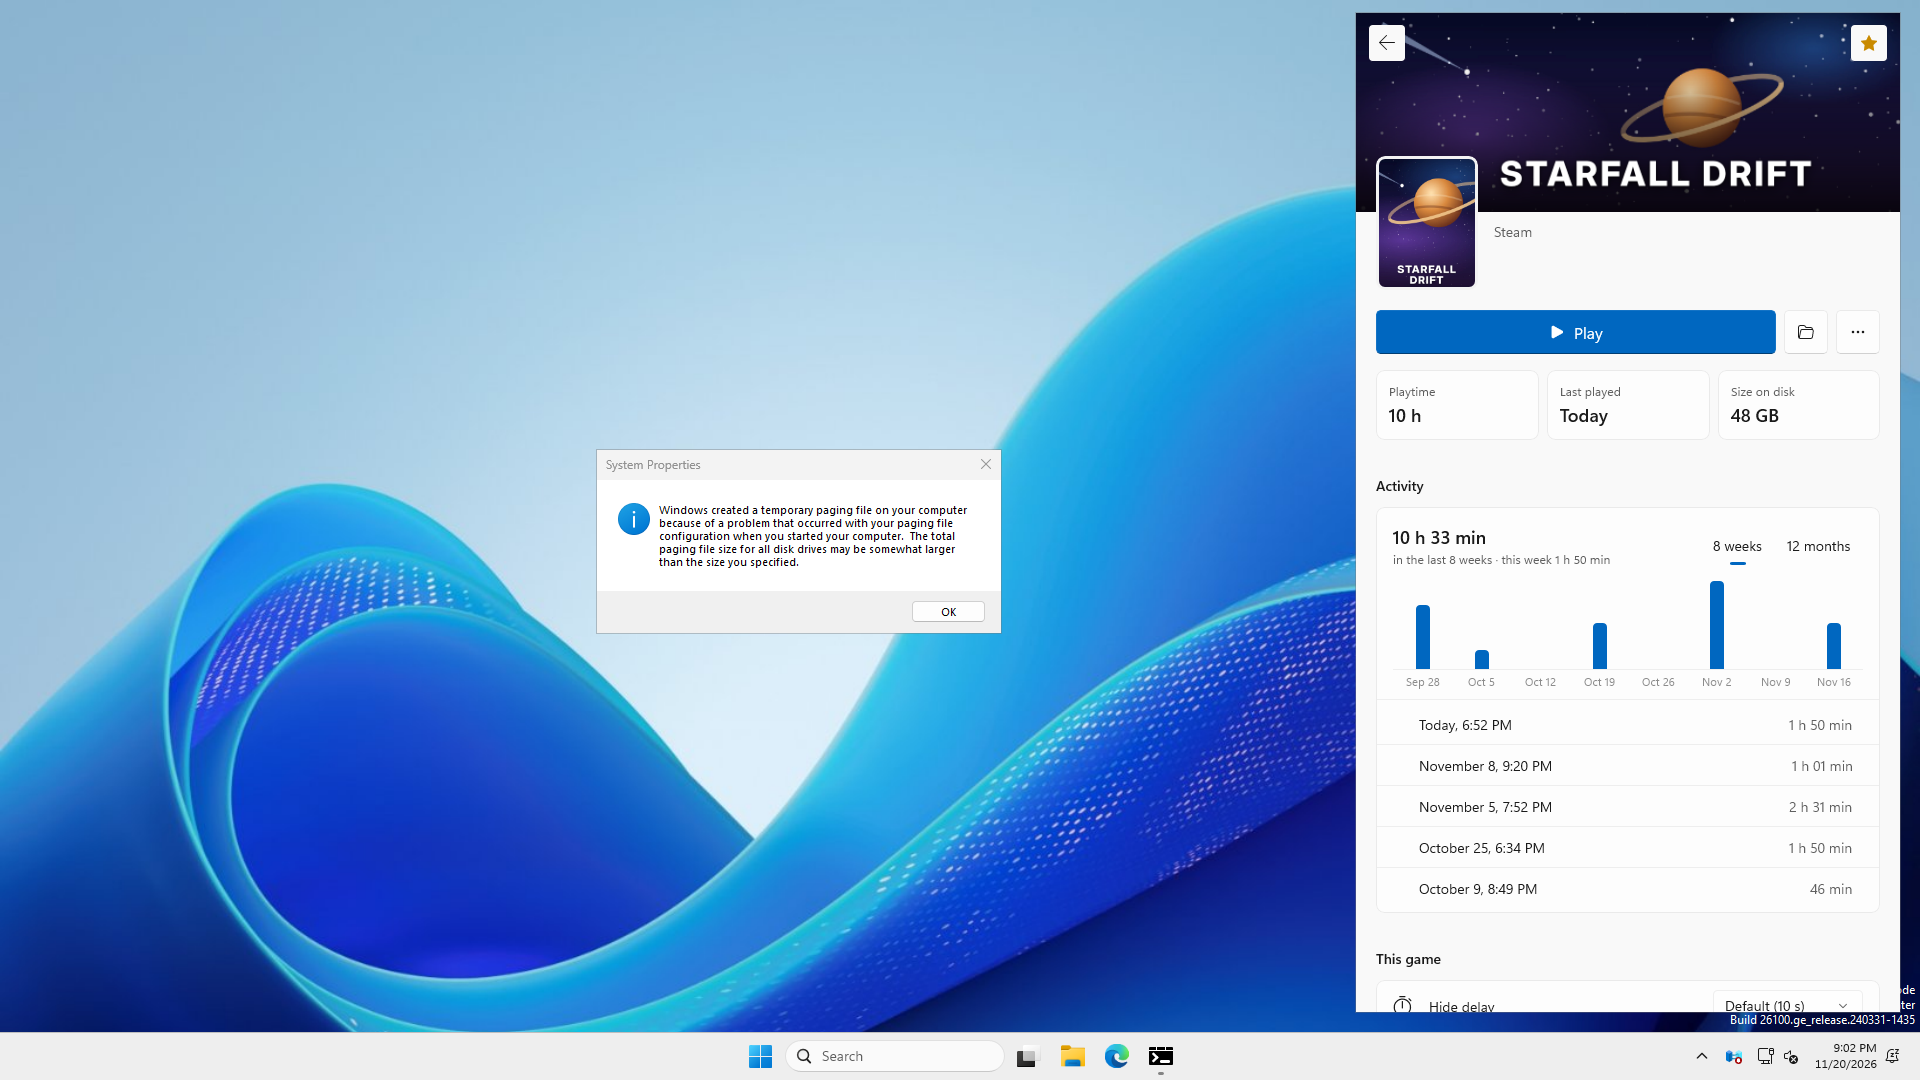 STARFALL DRIFT
STARFALL
DRIFT
Steam
Play
Playtime
10 h
Last played
Today
Size on disk
48 GB
System Properties
Windows created a temporary paging file on your computer
because of a problem that occurred with your paging file
configuration when you started your computer.  The total
paging file size for all disk drives may be somewhat larger
than the size you specified.
OK
Activity
10 h 33 min
in the last 8 weeks · this week 1 h 50 min
8 weeks
12 months
Sep 28
Oct 5
Oct 12
Oct 19
Oct 26
Nov 2
Nov 9
Nov 16
Today, 6:52 PM
1 h 50 min
November 8, 9:20 PM
1 h 01 min
November 5, 7:52 PM
2 h 31 min
October 25, 6:34 PM
1 h 50 min
October 9, 8:49 PM
46 min
This game
Hide delay
Default (10 s)
Build 26100.ge_release.240331-1435
Search
9:02 PM
11/20/2026